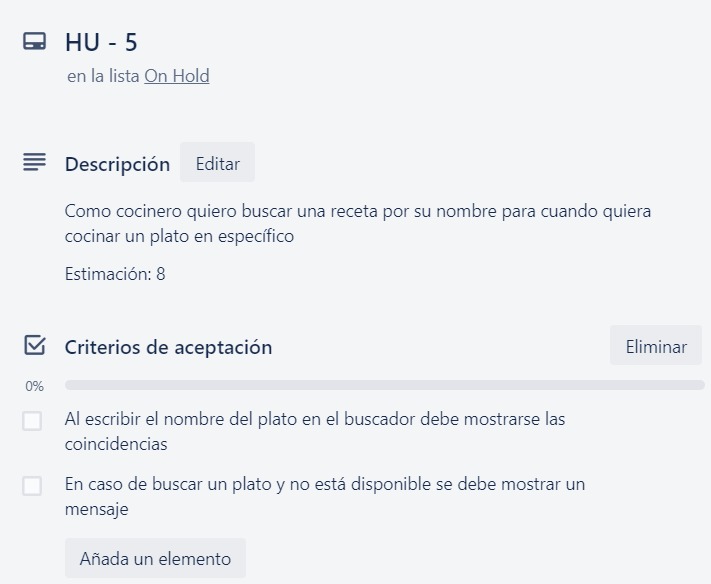 HU - 5
en la lista On Hold
Descripción
Editar
Como cocinero quiero buscar una receta por su nombre para cuando quiera
cocinar un plato en específico
Estimación: 8
Criterios de aceptación
Eliminar
0%
Al escribir el nombre del plato en el buscador debe mostrarse las
coincidencias
En caso de buscar un plato y no está disponible se debe mostrar un
mensaje
Añada un elemento